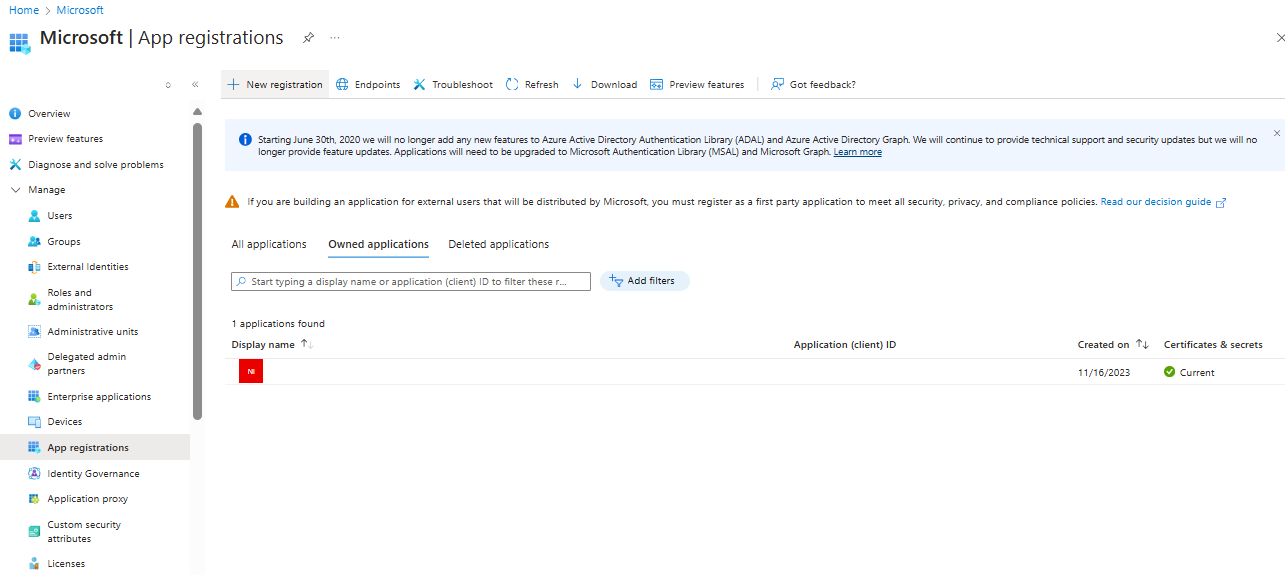 Home > Microsoft
Microsoft | App registrations
New registration Endpoints Troubleshoot Refresh Download Preview features Got feedback?
Overview
Preview features
Diagnose and solve problems
Manage
Users
Groups
External Identities
Roles and
administrators
Administrative units
Delegated admin
partners
Enterprise applications
Devices
App registrations
Identity Governance
Application proxy
Custom security
attributes
Licenses
Starting June 30th, 2020 we will no longer add any new features to Azure Active Directory Authentication Library (ADAL) and Azure Active Directory Graph. We will continue to provide technical support and security updates but we will no
longer provide feature updates. Applications will need to be upgraded to Microsoft Authentication Library (MSAL) and Microsoft Graph. Learn more
If you are building an application for external users that will be distributed by Microsoft, you must register as a first party application to meet all security, privacy, and compliance policies. Read our decision guide
All applications Owned applications Deleted applications
Start typing a display name or application (client) ID to filter these r... Add filters
1 applications found
Display name Application (client) ID Created on Certificates & secrets
NI 11/16/2023 Current